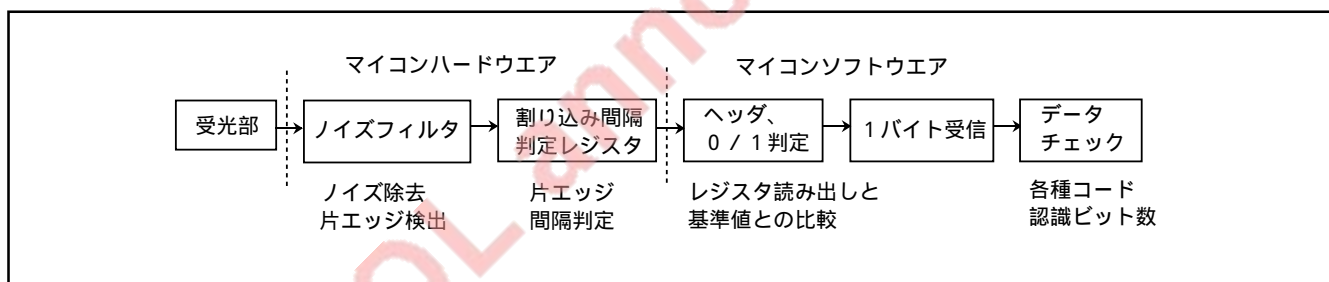 マイコンハードウエア
マイコンソフトウエア
受光部
ノイズフィルタ
割り込み間隔
判定レジスタ
ヘッダ、
0 / 1 判定
1 バイト受信
データ
チェック
ノイズ除去
片エッジ検出
片エッジ
間隔判定
レジスタ読み出しと
基準値との比較
各種コード
認識ビット数
OL anno